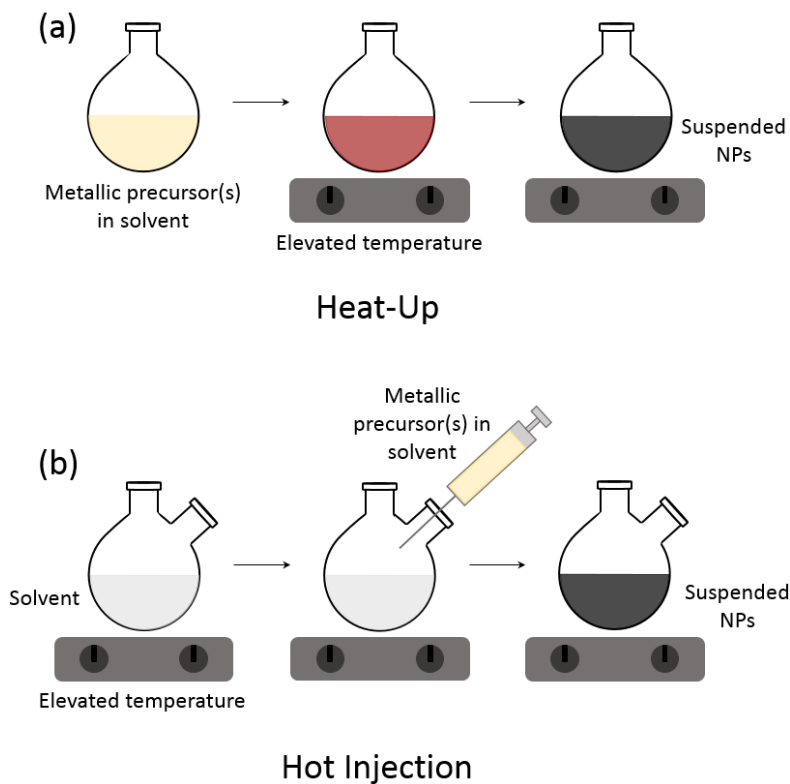 (a)
Metallic precursor(s)
in solvent
Elevated temperature
Suspended
NPs
Heat-Up
(b)
Metallic
precursor(s) in
solvent
Solvent
Elevated temperature
Suspended
NPs
Hot Injection